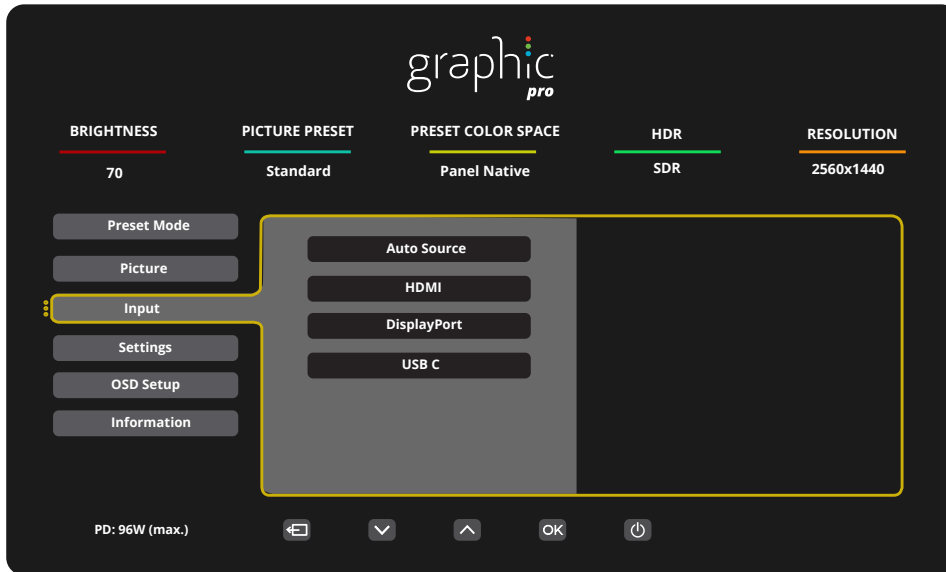 graphic
pro
BRIGHTNESS
PICTURE PRESET
PRESET COLOR SPACE
HDR
RESOLUTION
70
Standard
Panel Native
SDR
2560x1440
Preset Mode
Picture
Input
Settings
OSD Setup
Information
Auto Source
HDMI
DisplayPort
USB C
PD: 96W (max.)
OK